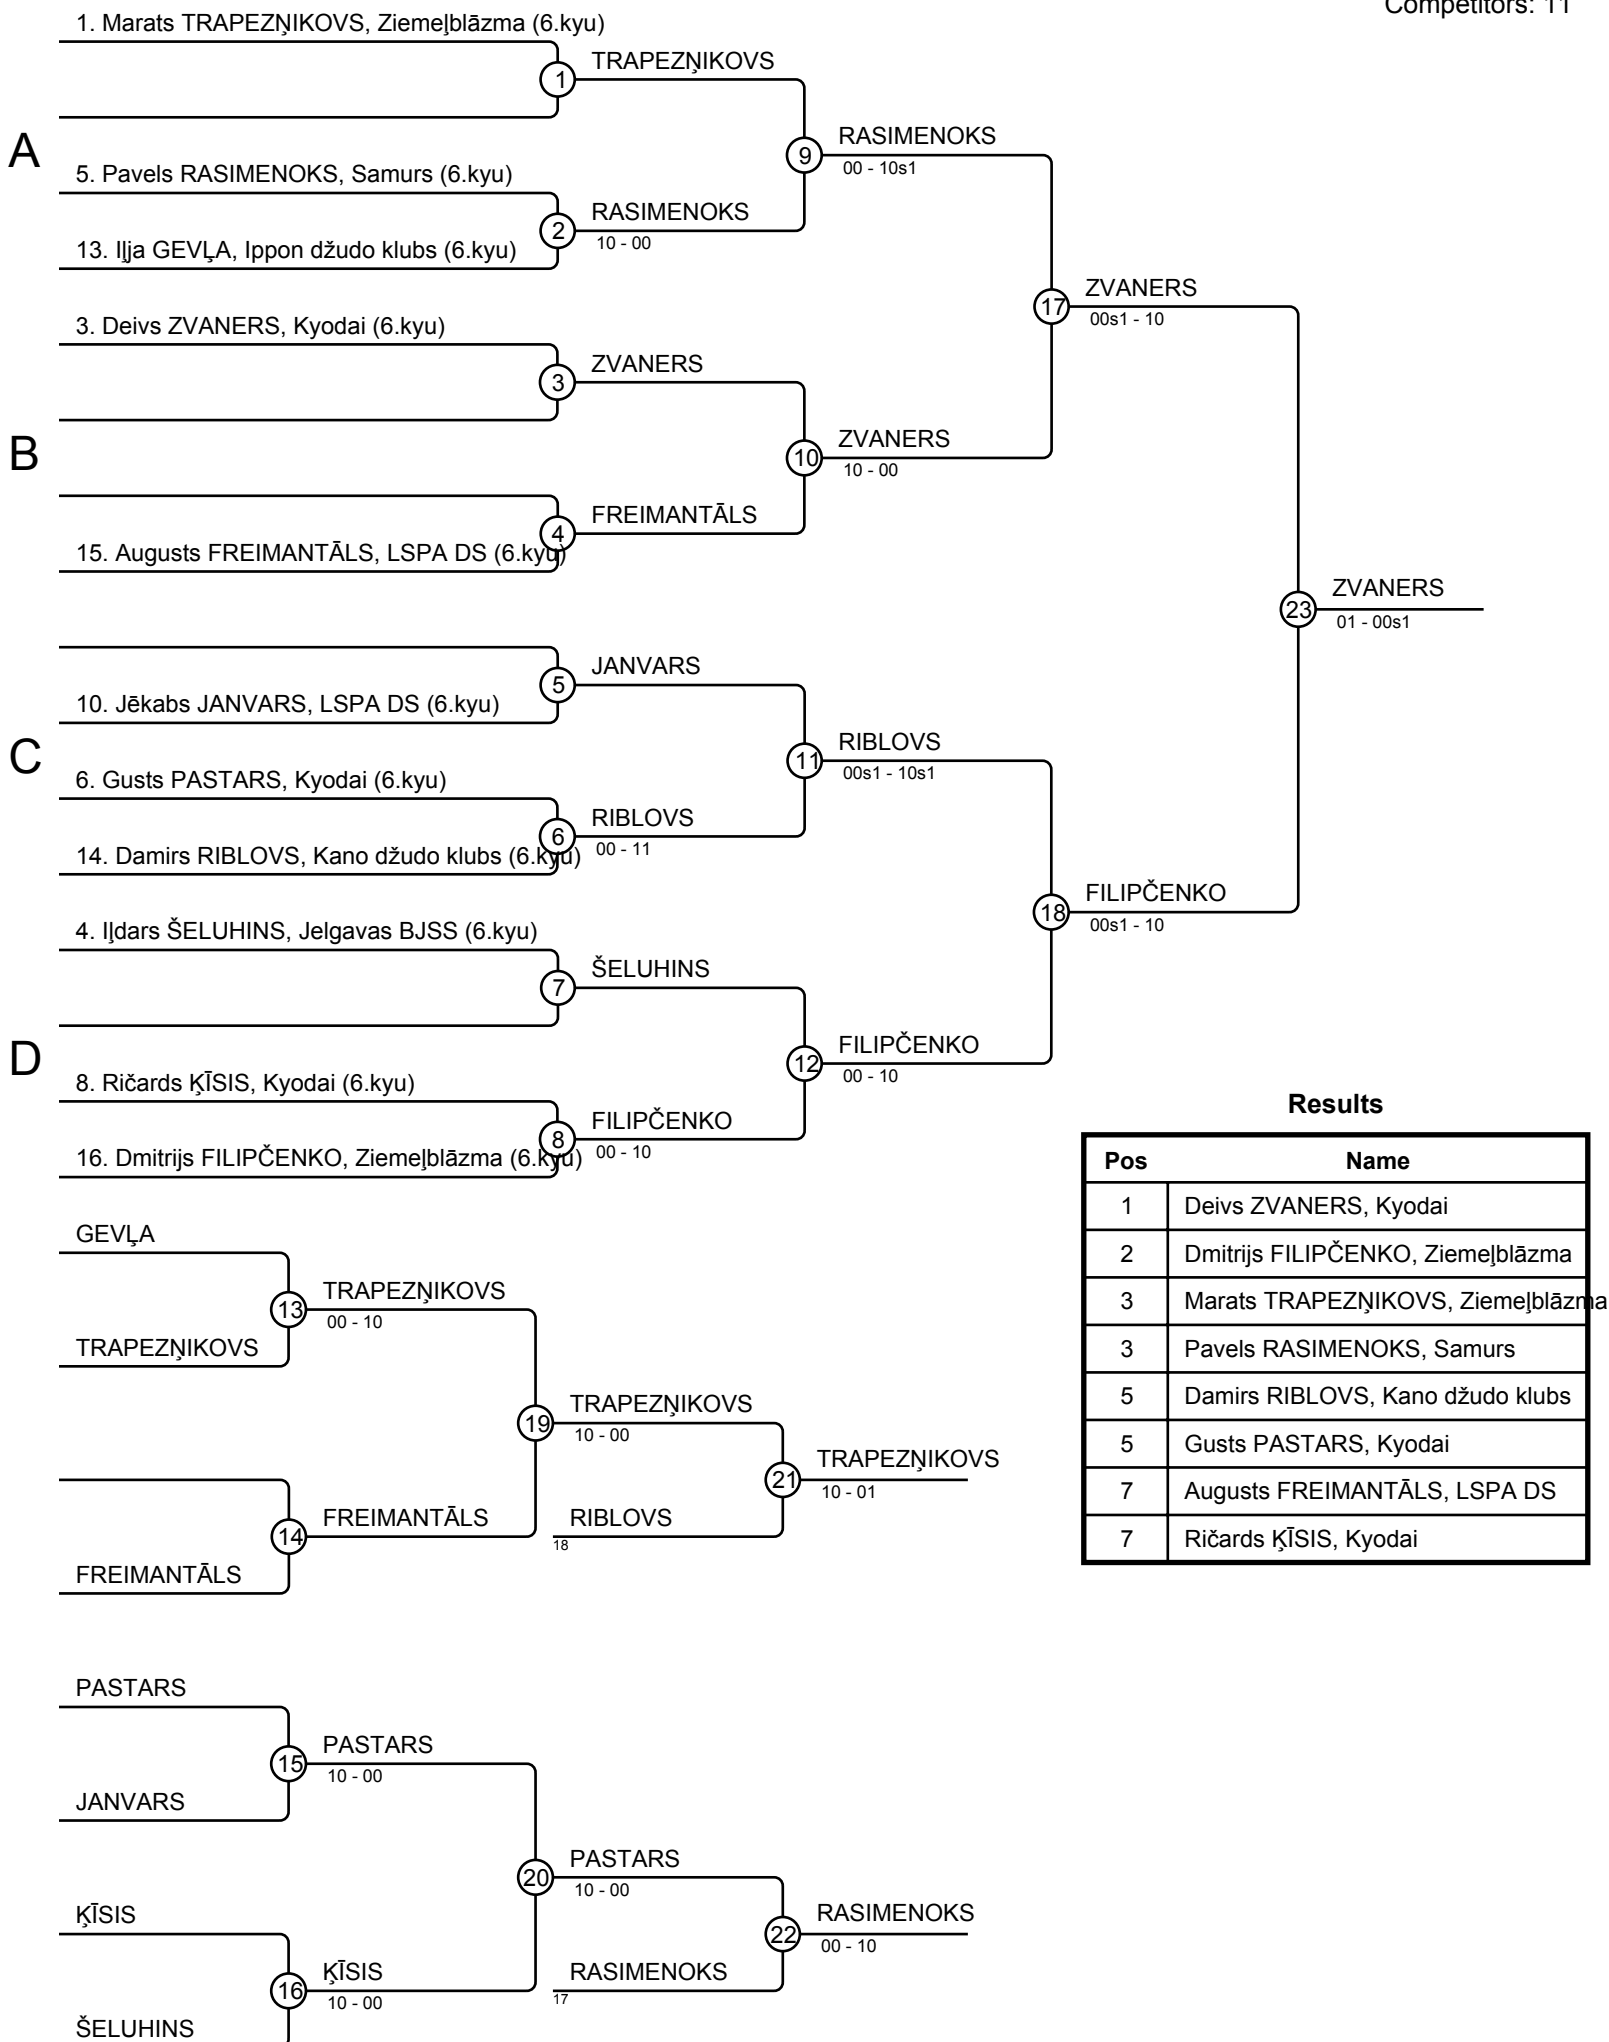 Competitors: 11
1. Marats TRAPEZŅIKOVS, Ziemeļblāzma (6.kyu)
1
TRAPEZŅIKOVS
A
9
RASIMENOKS
00 - 10s1
5. Pavels RASIMENOKS, Samurs (6.kyu)
2
RASIMENOKS
10 - 00
13. Iļja GEVĻA, Ippon džudo klubs (6.kyu)
17
ZVANERS
00s1 - 10
3. Deivs ZVANERS, Kyodai (6.kyu)
3
ZVANERS
B
10
ZVANERS
10 - 00
4
FREIMANTĀLS
15. Augusts FREIMANTĀLS, LSPA DS (6.kyu)
23
ZVANERS
01 - 00s1
5
JANVARS
10. Jēkabs JANVARS, LSPA DS (6.kyu)
C
11
RIBLOVS
00s1 - 10s1
6. Gusts PASTARS, Kyodai (6.kyu)
6
RIBLOVS
00 - 11
14. Damirs RIBLOVS, Kano džudo klubs (6.kyu)
18
FILIPČENKO
00s1 - 10
4. Iļdars ŠELUHINS, Jelgavas BJSS (6.kyu)
7
ŠELUHINS
D
12
FILIPČENKO
00 - 10
8. Ričards ĶĪSIS, Kyodai (6.kyu)
8
FILIPČENKO
00 - 10
16. Dmitrijs FILIPČENKO, Ziemeļblāzma (6.kyu)
Results
Pos Name
1 Deivs ZVANERS, Kyodai
2 Dmitrijs FILIPČENKO, Ziemeļblāzma
3 Marats TRAPEZŅIKOVS, Ziemeļblāzma
3 Pavels RASIMENOKS, Samurs
5 Damirs RIBLOVS, Kano džudo klubs
5 Gusts PASTARS, Kyodai
7 Augusts FREIMANTĀLS, LSPA DS
7 Ričards ĶĪSIS, Kyodai
GEVĻA
13
TRAPEZŅIKOVS
00 - 10
TRAPEZŅIKOVS
19
TRAPEZŅIKOVS
10 - 00
21
TRAPEZŅIKOVS
10 - 01
14
FREIMANTĀLS
RIBLOVS
18
FREIMANTĀLS
PASTARS
15
PASTARS
10 - 00
JANVARS
20
PASTARS
10 - 00
ĶĪSIS
22
RASIMENOKS
00 - 10
16
ĶĪSIS
10 - 00
RASIMENOKS
17
ŠELUHINS